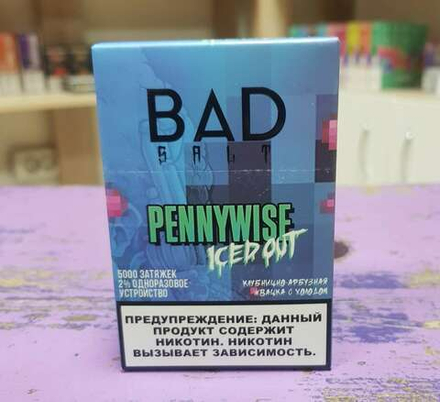 BAD
SALT
PENNYWISE
ICED OUT
5000 ЗАТЯЖЕК
2% ОДНОРАЗОВОЕ
УСТРОЙСТВО
КЛУБНИЧНО-АРБУЗНАЯ
ЖВАЧКА С ХОЛОДОМ
ПРЕДУПРЕЖДЕНИЕ: ДАННЫЙ
ПРОДУКТ СОДЕРЖИТ
НИКОТИН. НИКОТИН
ВЫЗЫВАЕТ ЗАВИСИМОСТЬ.